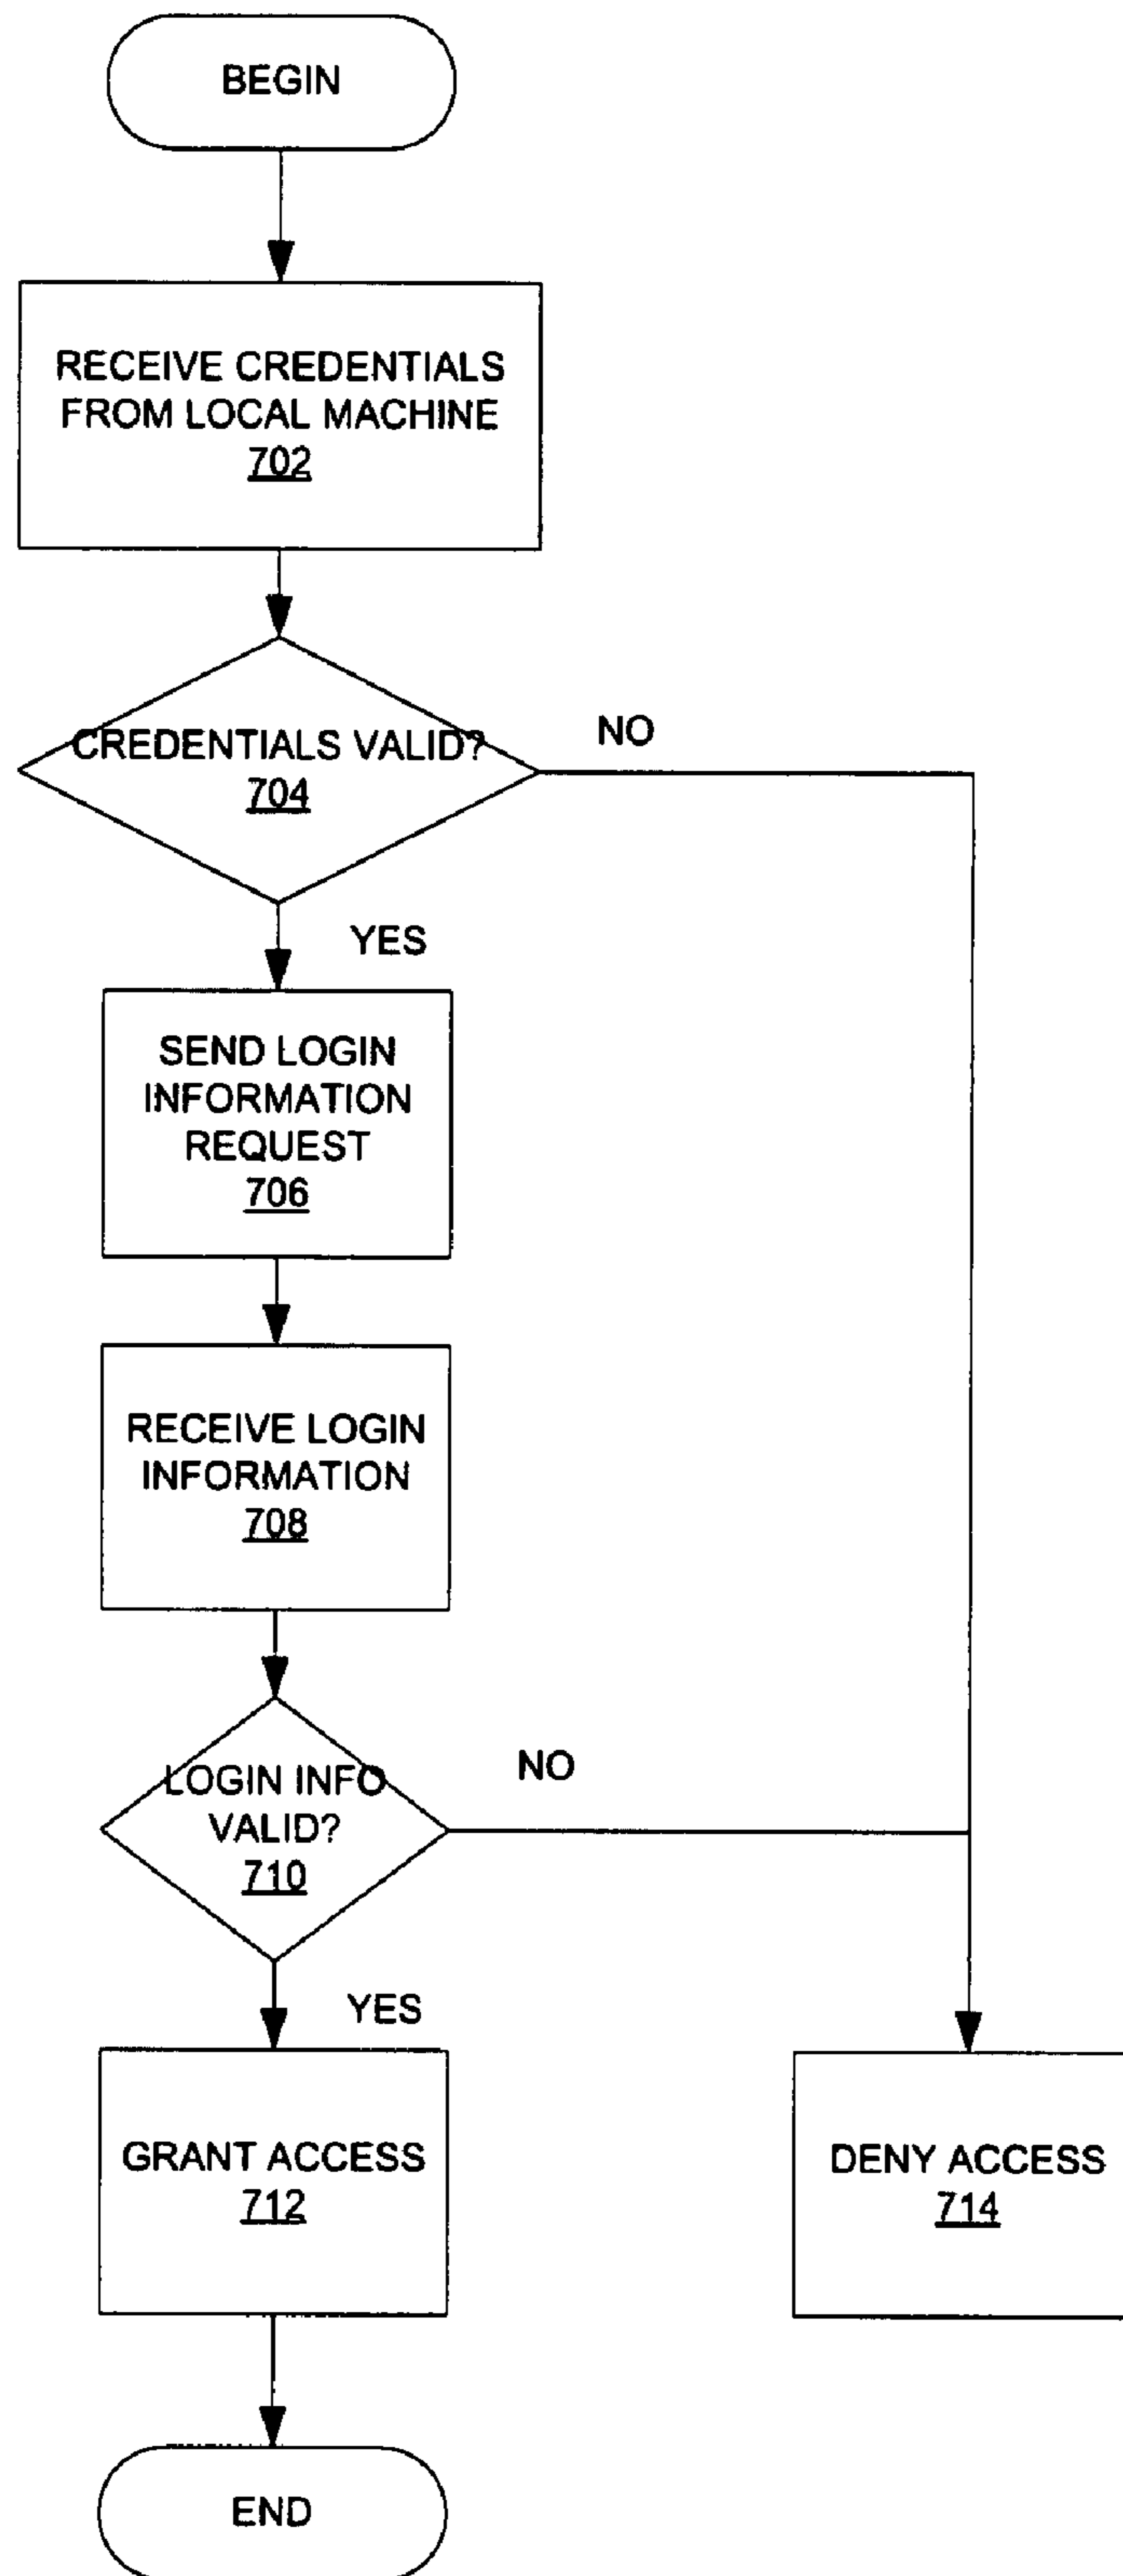 BEGIN
RECEIVE CREDENTIALS
FROM LOCAL MACHINE
702
CREDENTIALS VALID?
704
NO
YES
SEND LOGIN
INFORMATION
REQUEST
706
RECEIVE LOGIN
INFORMATION
708
LOGIN INFO
VALID?
710
NO
YES
GRANT ACCESS
712
DENY ACCESS
714
END